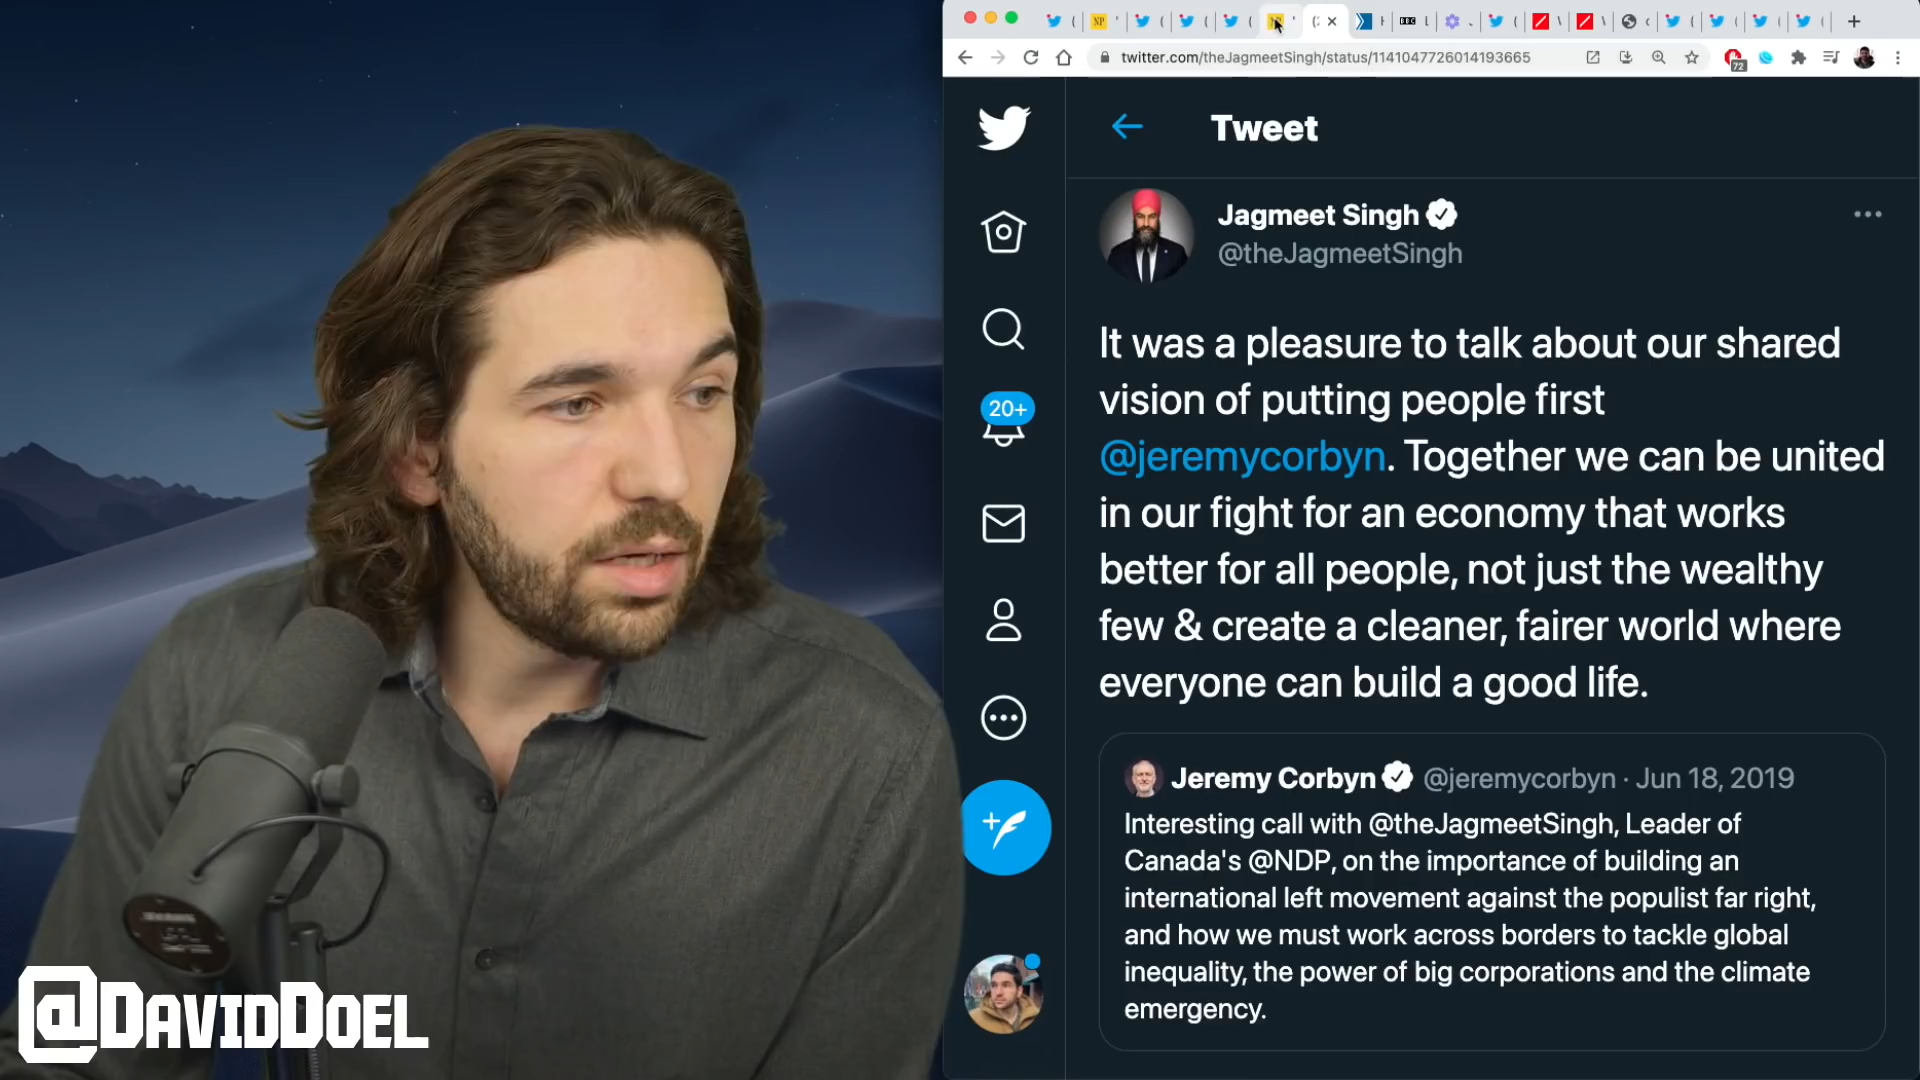 twitter.com/theJagmeetSingh/status/1141047726014193665
72
Tweet
Jagmeet Singh
@theJagmeetSingh
It was a pleasure to talk about our shared
vision of putting people first
@jeremycorbyn. Together we can be united
in our fight for an economy that works
better for all people, not just the wealthy
few & create a cleaner, fairer world where
everyone can build a good life.
20+
Jeremy Corbyn @jeremycorbyn · Jun 18, 2019
Interesting call with @theJagmeetSingh, Leader of
Canada's @NDP, on the importance of building an
international left movement against the populist far right,
and how we must work across borders to tackle global
inequality, the power of big corporations and the climate
emergency.
@DavidDoel